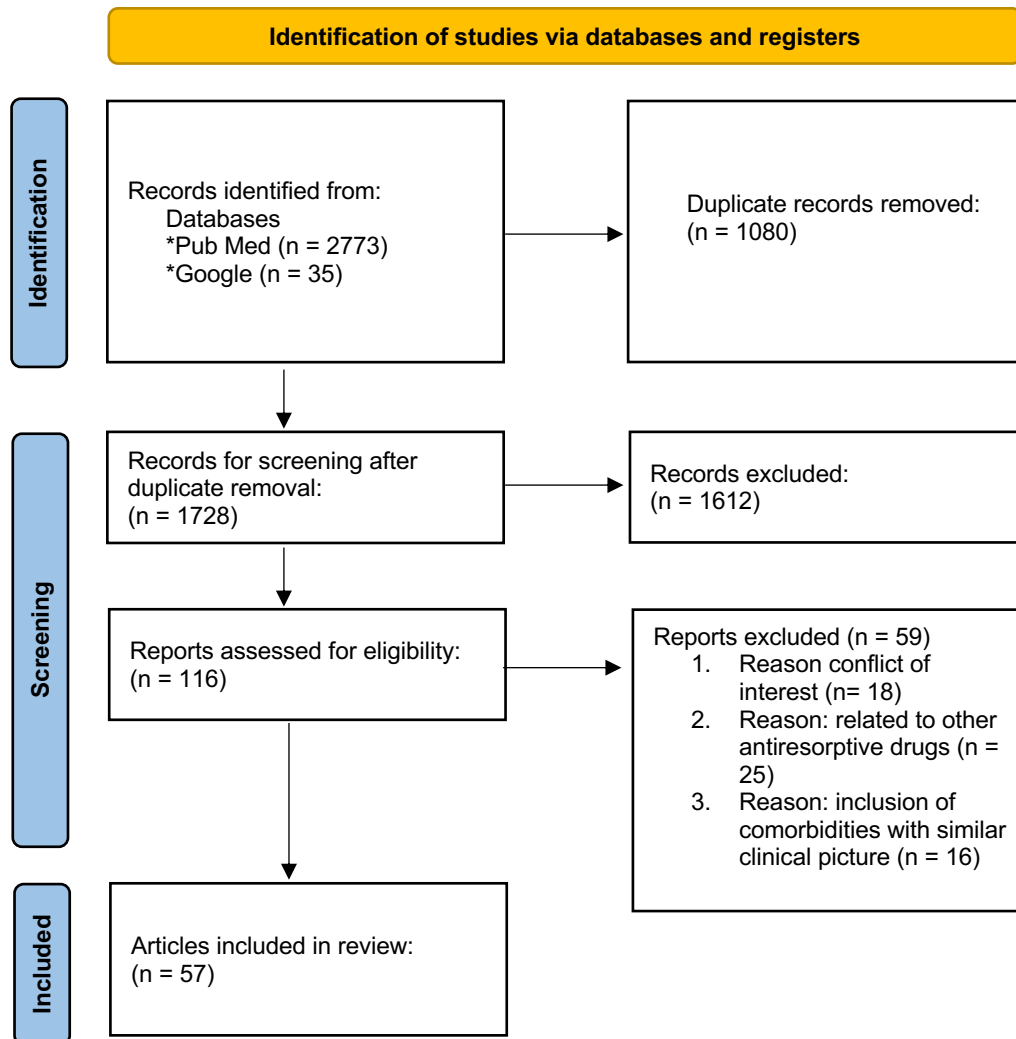 Identification of studies via databases and registers
Identification
Records identified from:
Databases
*Pub Med (n = 2773)
*Google (n = 35)
Duplicate records removed:
(n = 1080)
Screening
Records for screening after
duplicate removal:
(n = 1728)
Records excluded:
(n = 1612)
Reports assessed for eligibility:
(n = 116)
Reports excluded (n = 59)
1. Reason conflict of
interest (n= 18)
2. Reason: related to other
antiresorptive drugs (n =
25)
3. Reason: inclusion of
comorbidities with similar
clinical picture (n = 16)
Included
Articles included in review:
(n = 57)